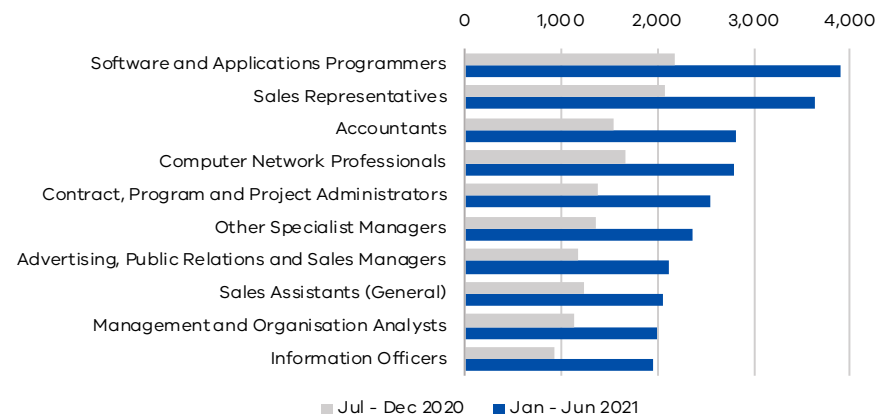 0 1,000 2,000 3,000 4,000
Software and Applications Programmers
Sales Representatives
Accountants
Computer Network Professionals
Contract, Program and Project Administrators
Other Specialist Managers
Advertising, Public Relations and Sales Managers
Sales Assistants (General)
Management and Organisation Analysts
Information Officers
Jul - Dec 2020 Jan - Jun 2021